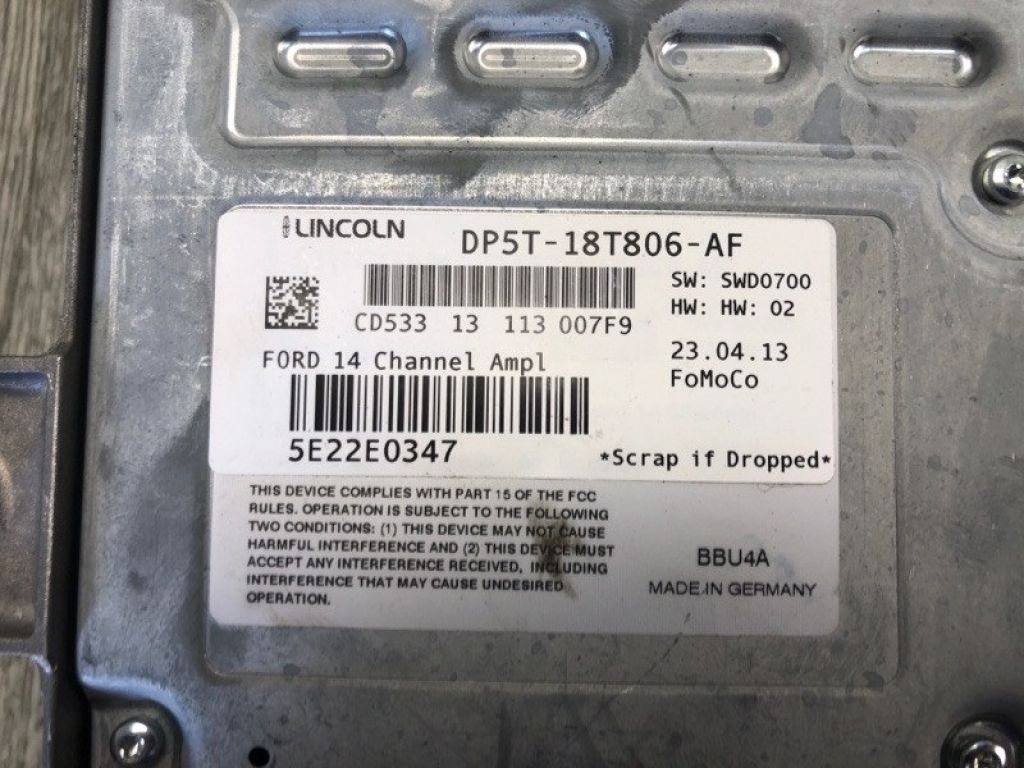 LINCOLN
DP5T-18T806-AF
SW: SWD0700
HW: HW: 02
CD533 13 113 007F9
23.04.13
FORD 14 Channel Ampl
FoMoCo
5E22E0347
*Scrap if Dropped*
THIS DEVICE COMPLIES WITH PART 15 OF THE FCC
RULES. OPERATION IS SUBJECT TO THE FOLLOWING
TWO CONDITIONS: (1) THIS DEVICE MAY NOT CAUSE
HARMFUL INTERFERENCE AND (2) THIS DEVICE MUST
ACCEPT ANY INTERFERENCE RECEIVED, INCLUDING
INTERFERENCE THAT MAY CAUSE UNDESIRED
OPERATION.
BBU4A
MADE IN GERMANY